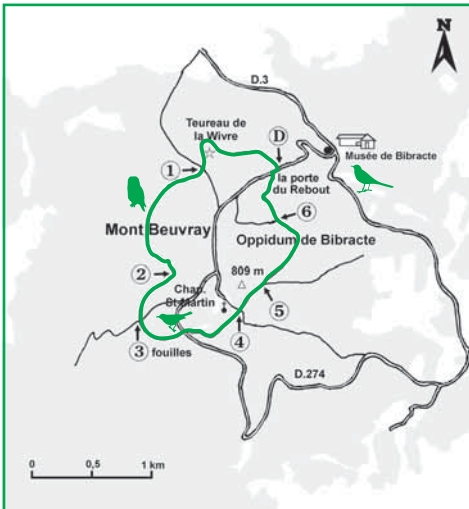 N
D.3
Teureau de
la Wivre
D
Musée de Bibracte
1
la porte
du Rebout
6
Mont Beuvray
Oppidum de Bibracte
2
809 m
Chap.
St-Martin
5
3 fouilles
4
D.274
0 0,5 1 km